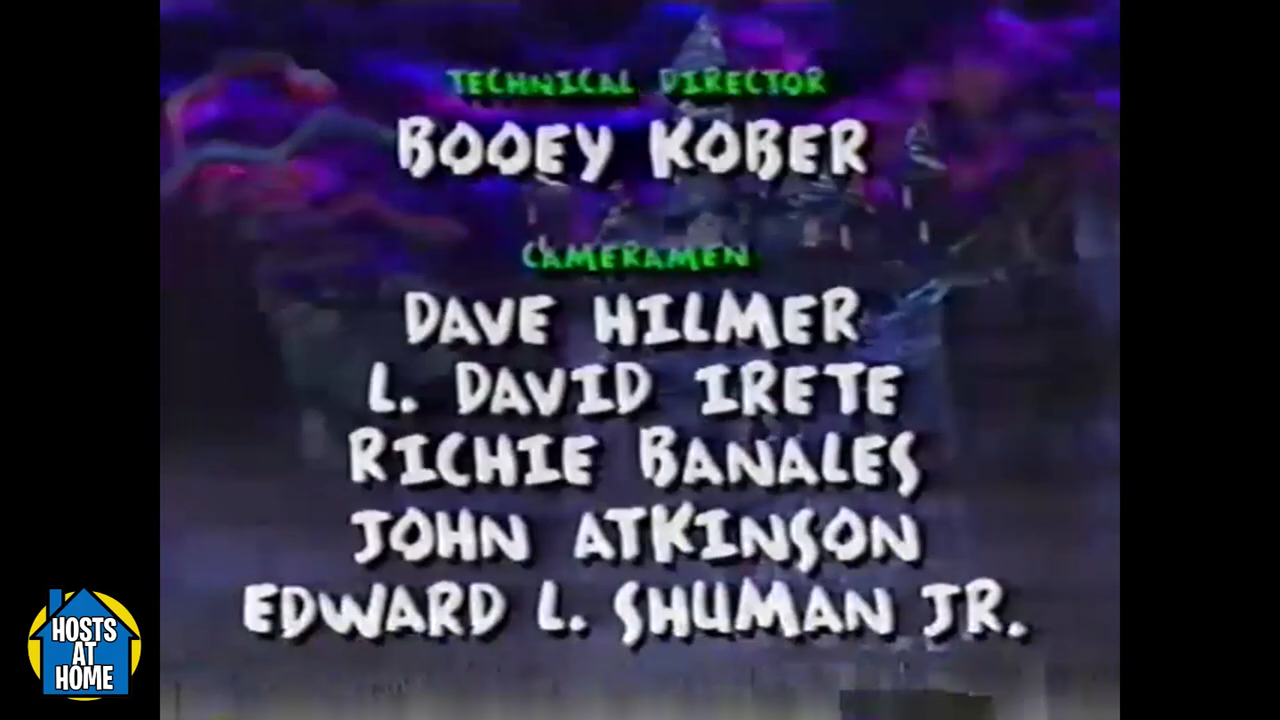 TECHNICAL DIRECTOR
BOOEY KOBER
CAMERAMEN
DAVE HILMER
L. DAVID IRETE
RICHIE BANALES
JOHN ATKINSON
EDWARD L. SHUMAN JR.
HOSTS
AT
HOME